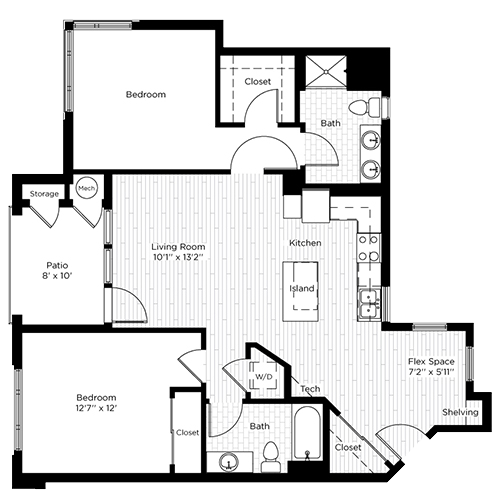 Closet
Bedroom
Bath
Storage
Mech
Kitchen
Living Room
10'1" x 13'2"
Patio
8' x 10'
Island
Flex Space
7'2" x 5'11"
W/D
Tech
Bedroom
12'7" x 12'
Shelving
Closet
Bath
Closet